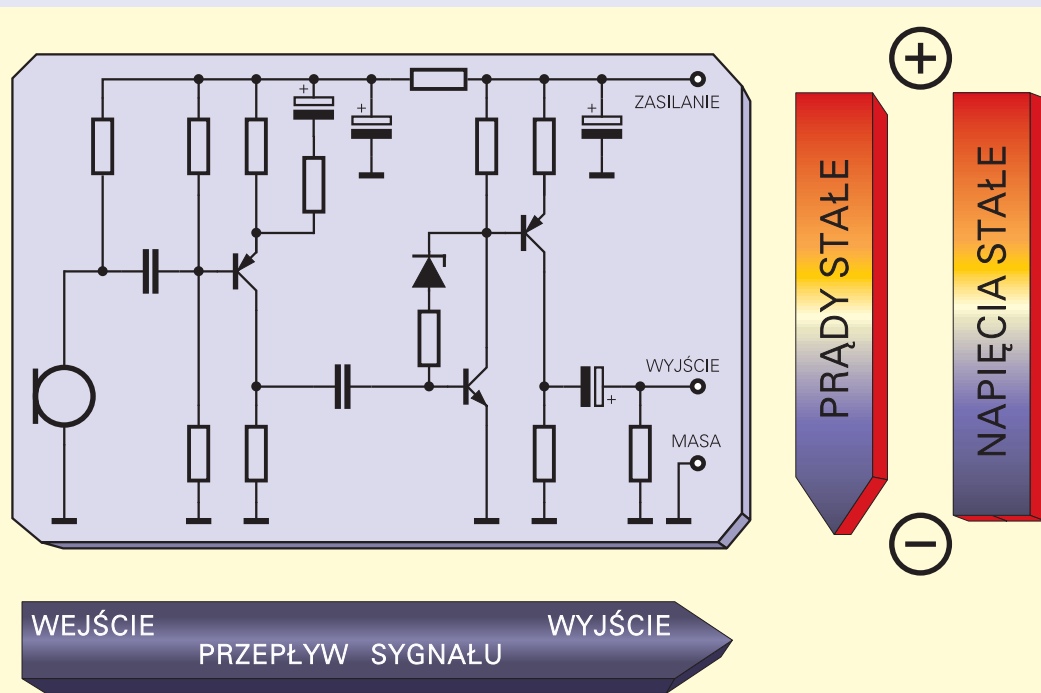 ZASILANIE
WYJŚCIE
MASA
PRĄDY STAŁE
NAPIĘCIA STAŁE
WEJŚCIE WYJŚCIE
PRZEPŁYW SYGNAŁU